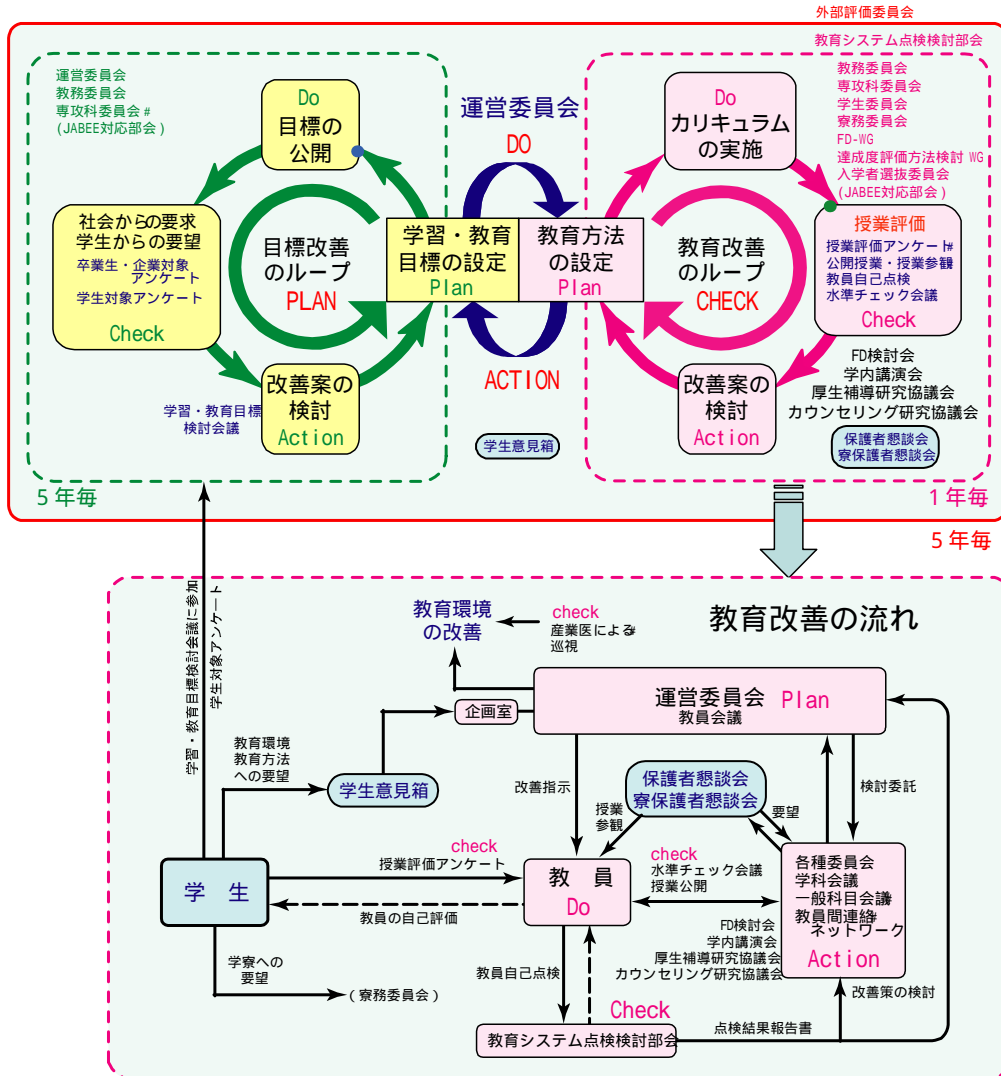 外部評価委員会
教育システム点検検討部会
運営委員会
教務委員会
専攻科委員会#
(JABEE対応部会)
Do
目標の
公開
社会からの要求
学生からの要望
卒業生・企業対象
アンケート
学生対象アンケート
Check
目標改善
のループ
PLAN
改善案の
検討
Action
学習・教育目標
検討会議
5年毎
運営委員会
DO
学習・教育
目標の設定
Plan
教育方法
の設定
Plan
ACTION
学生意見箱
Do
カリキュラム
の実施
教務委員会
専攻科委員会
学生委員会
寮務委員会
FD-WG
達成度評価方法検討WG
入学者選抜委員会
(JABEE対応部会)
授業評価
授業評価アンケート#
公開授業・授業参観#
教員自己点検
水準チェック会議
Check
教育改善
のループ
CHECK
改善案の
検討
Action
FD検討会
学内講演会
厚生補導研究協議会
カウンセリング研究協議会
保護者懇談会
寮保護者懇談会
1年毎
5年毎
教育改善の流れ
学習・教育目標検討会議に参加
学生対象アンケート
教育環境
の改善
check
産業医による#
巡視
企画室
運営委員会 Plan
教員会議
教育環境
教育方法
への要望
学生意見箱
改善指示
保護者懇談会
寮保護者懇談会
授業
参観
要望
検討委託
check
授業評価アンケート
学 生
教 員
Do
check
水準チェック会議
授業公開
各種委員会
学科会議
一般科目会議#
教員間連絡#
ネットワーク
Action
教員の自己評価
FD検討会
学内講演会
厚生補導研究協議会
カウンセリング研究協議会
学寮への
要望
(寮務委員会)
教員自己点検
Check
教育システム点検検討部会
点検結果報告書
改善策の検討